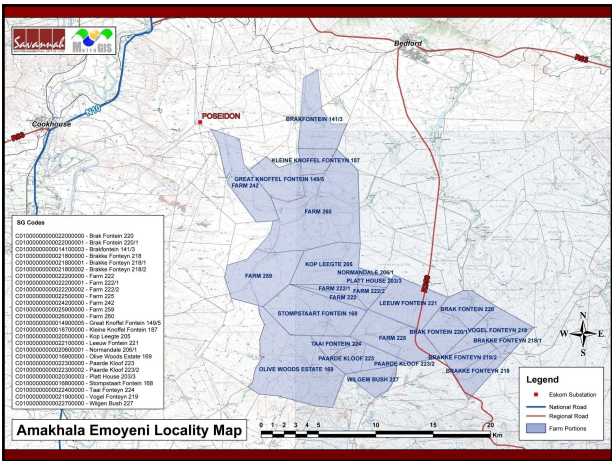 Savannah
MetroGIS
Bedford
R63
N10
POSEIDON
Cookhouse
R63
BRAKFONTEIN 141/3
KLEINE KNOFFEL FONTEYN 187
GREAT KNOFFEL FONTEIN 149/5
FARM 242
FARM 260
KOP LEEGTE 205
NORMANDALE 206/1
FARM 259
PLATT HOUSE 203/3
FARM 222/1
FARM 222/2
FARM 222
LEEUW FONTEIN 221
BRAK FONTEIN 220
STOMPSTAART FONTEIN 168
BRAK FONTEIN 220/1
VOGEL FONTEYN 219
FARM 225
BRAKKE FONTEYN 218/1
TAAI FONTEIN 224
PAARDE KLOOF 223
BRAKKE FONTEYN 218/2
PAARDE KLOOF 223/2
OLIVE WOODS ESTATE 169
BRAKKE FONTEYN 218
WILGEM BUSH 227
SG Codes
C01000000000022000000 - Brak Fontein 220
C01000000000022000001 - Brak Fontein 220/1
C01000000000014100003 - Brakfontein 141/3
C01000000000021800000 - Brakke Fonteyn 218
C01000000000021800001 - Brakke Fonteyn 218/1
C01000000000021800002 - Brakke Fonteyn 218/2
C01000000000022200000 - Farm 222
C01000000000022200001 - Farm 222/1
C01000000000022200002 - Farm 222/2
C01000000000022500000 - Farm 225
C01000000000024200000 - Farm 242
C01000000000025900000 - Farm 259
C01000000000026000000 - Farm 260
C01000000000014900005 - Great Knoffel Fontein 149/5
C01000000000018700000 - Kleine Knoffel Fontein 187
C01000000000020500000 - Kop Leegte 205
C01000000000022100000 - Leeuw Fontein 221
C01000000000020600001 - Normandale 206/1
C01000000000016900000 - Olive Woods Estate 169
C01000000000022300000 - Paarde Kloof 223
C01000000000022300002 - Paarde Kloof 223/2
C01000000000020300003 - Platt House 203/3
C01000000000016800000 - Stompstaart Fontein 168
C01000000000022400000 - Taai Fonteyn 224
C01000000000021900000 - Vogel Fonteyn 219
C01000000000022700000 - Wilgen Bush 227
N
W E
S
Legend
Eskom Substation
National Road
Regional Road
Farm Portions
Amakhala Emoyeni Locality Map
0 1 2 3 4 5 10 15 20
Km